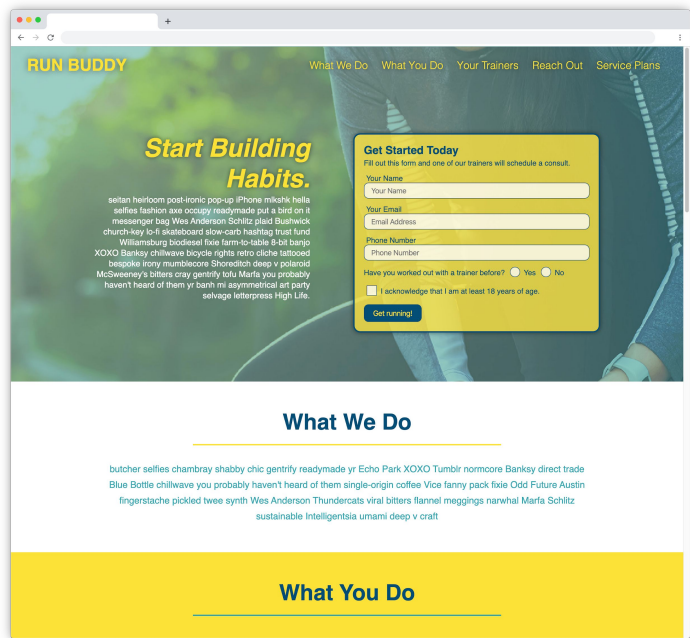 RUN BUDDY
What We Do What You Do Your Trainers Reach Out Service Plans
Start Building
Habits.
seitan heirloom post-ironic pop-up iPhone mlkshk hella
selfies fashion axe occupy readymade put a bird on it
messenger bag Wes Anderson Schlitz plaid Bushwick
church-key lo-fi skateboard slow-carb hashtag trust fund
Williamsburg biodiesel fixie farm-to-table 8-bit banjo
XOXO Banksy chillwave bicycle rights retro cliche tattooed
bespoke irony mumblecore Shoreditch deep v polaroid
McSweeney's bitters cray gentrify tofu Marfa you probably
haven't heard of them yr banh mi asymmetrical art party
selvage letterpress High Life.
Get Started Today
Fill out this form and one of our trainers will schedule a consult.
Your Name
Your Name
Your Email
Email Address
Phone Number
Phone Number
Have you worked out with a trainer before? Yes No
I acknowledge that I am at least 18 years of age.
Get running!
What We Do
butcher selfies chambray shabby chic gentrify readymade yr Echo Park XOXO Tumblr normcore Banksy direct trade
Blue Bottle chillwave you probably haven't heard of them single-origin coffee Vice fanny pack fixie Odd Future Austin
fingerstache pickled twee synth Wes Anderson Thundercats viral bitters flannel meggings narwhal Marfa Schlitz
sustainable Intelligentsia umami deep v craft
What You Do